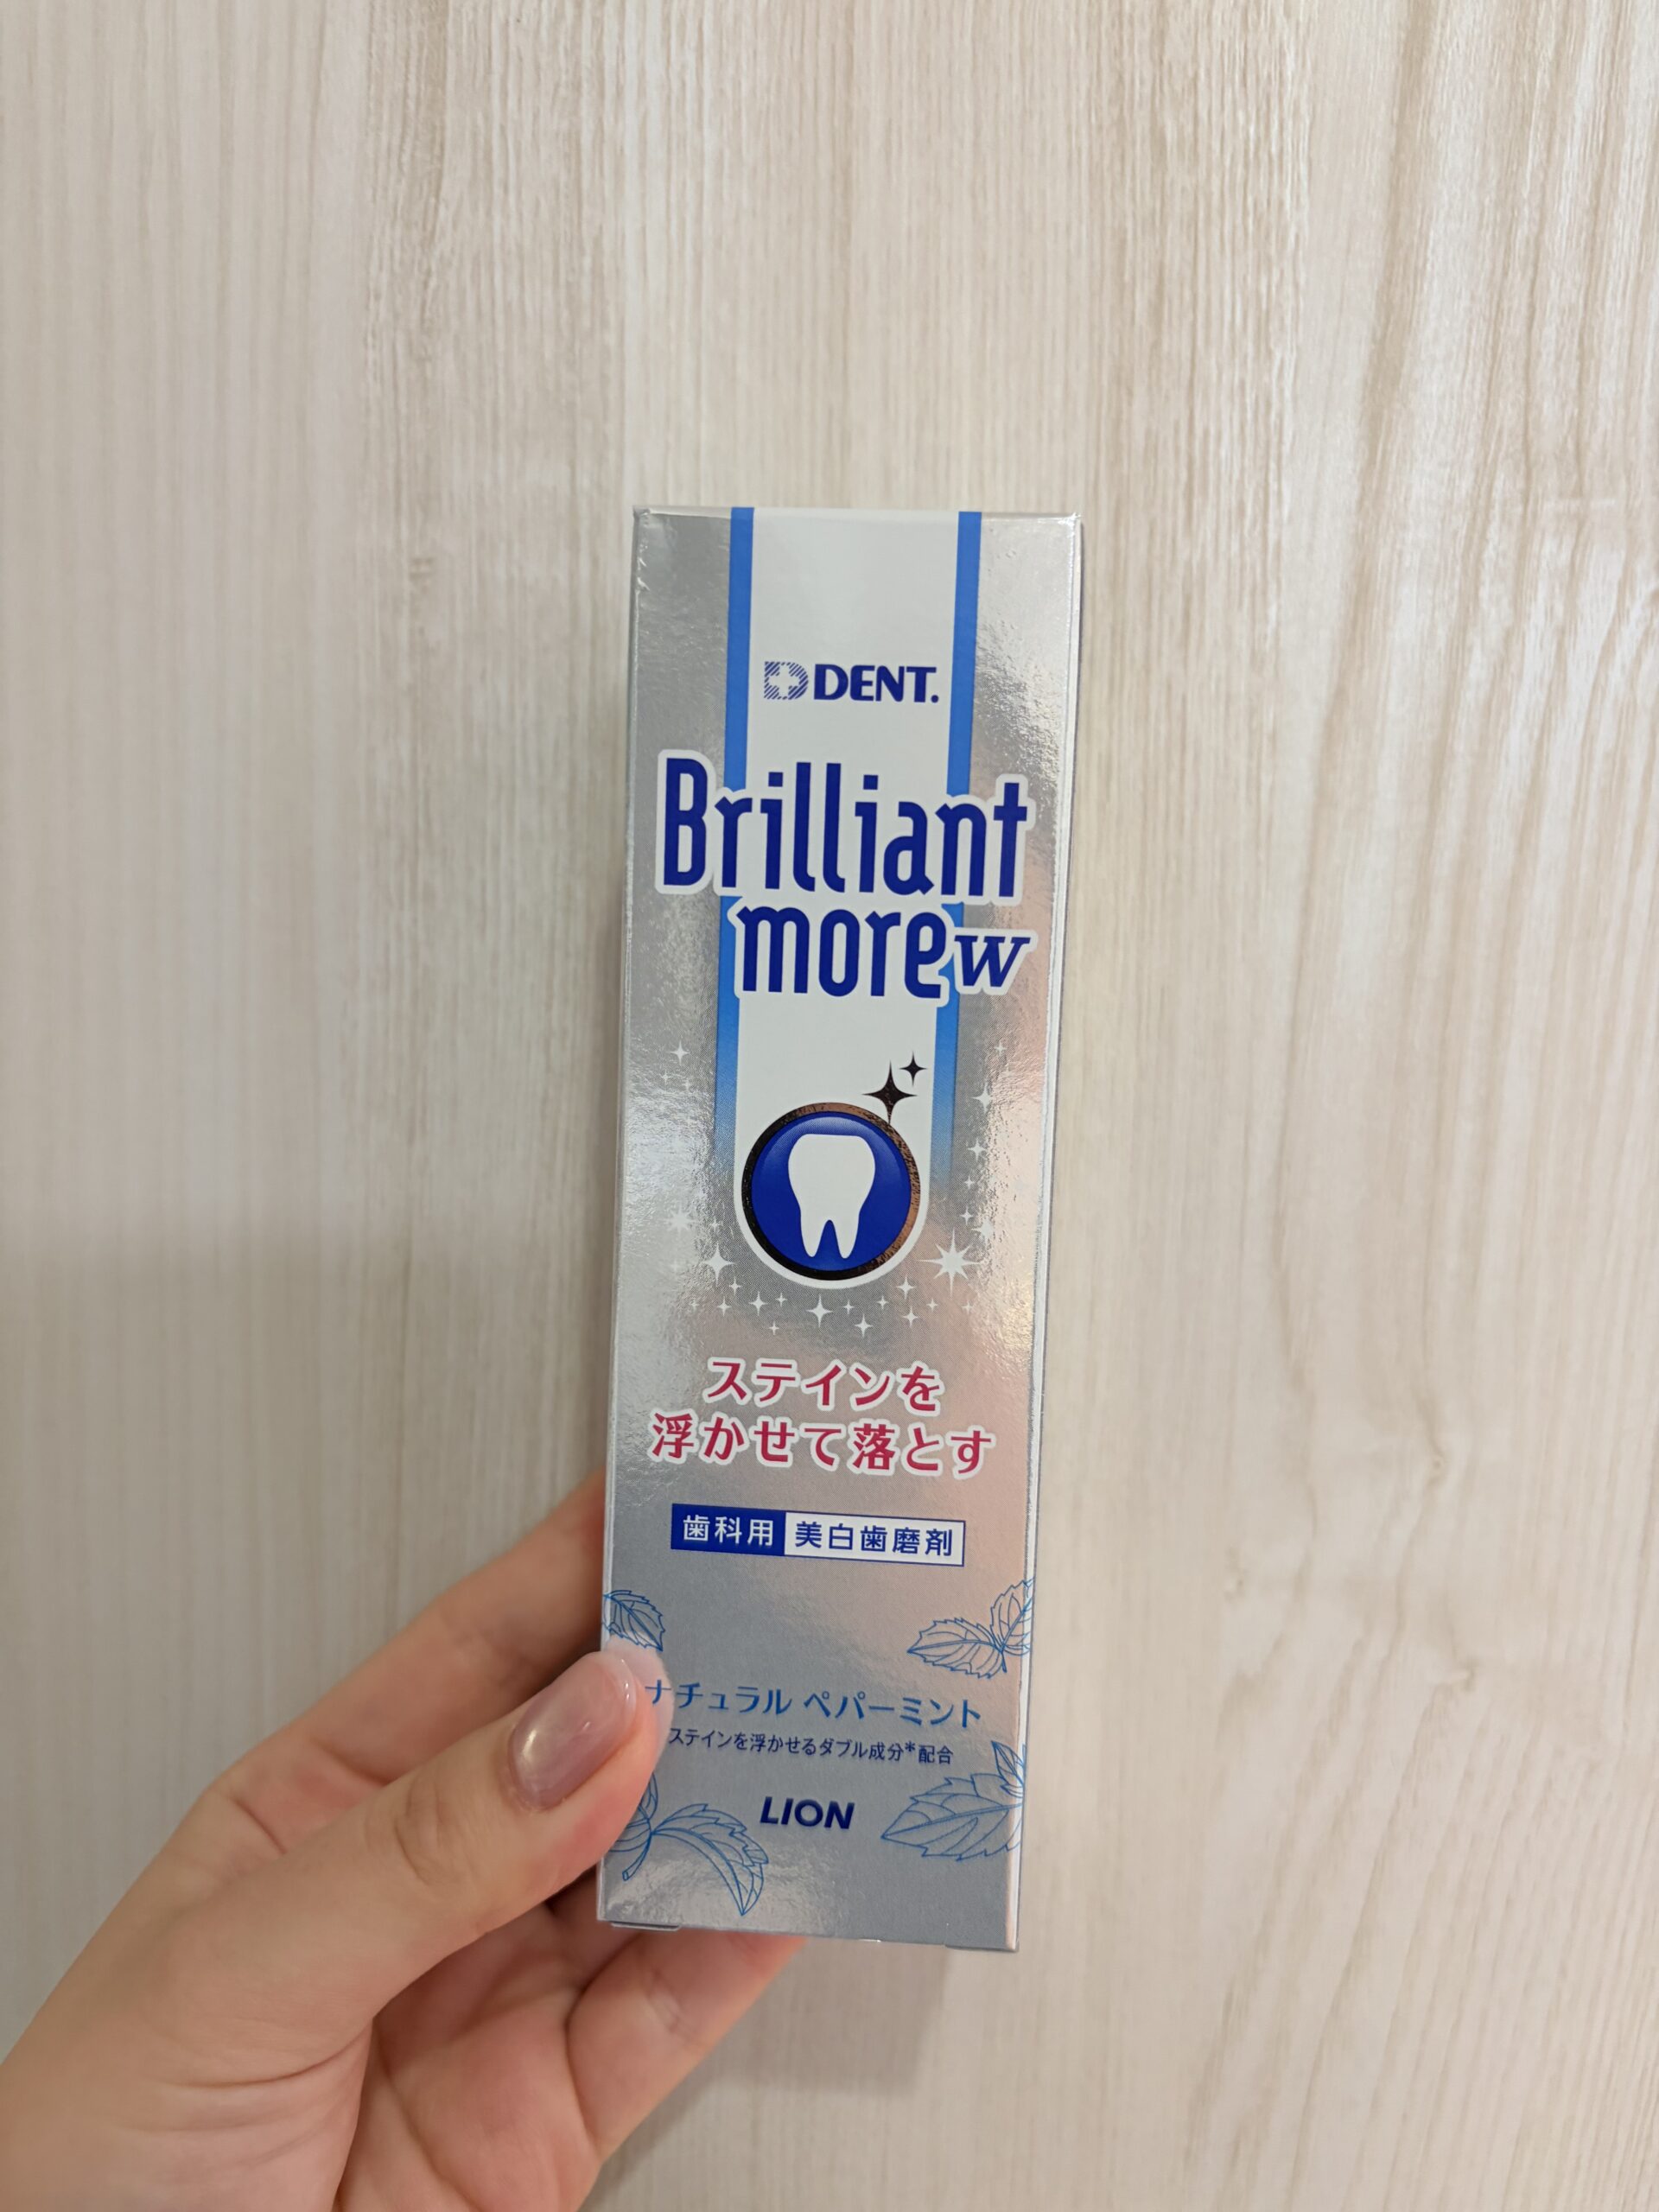 DENT.
Brilliant
more w
ステインを
浮かせて落とす
歯科用 美白歯磨剤
ナチュラル ペパーミント
ステインを浮かせるダブル成分*配合
LION